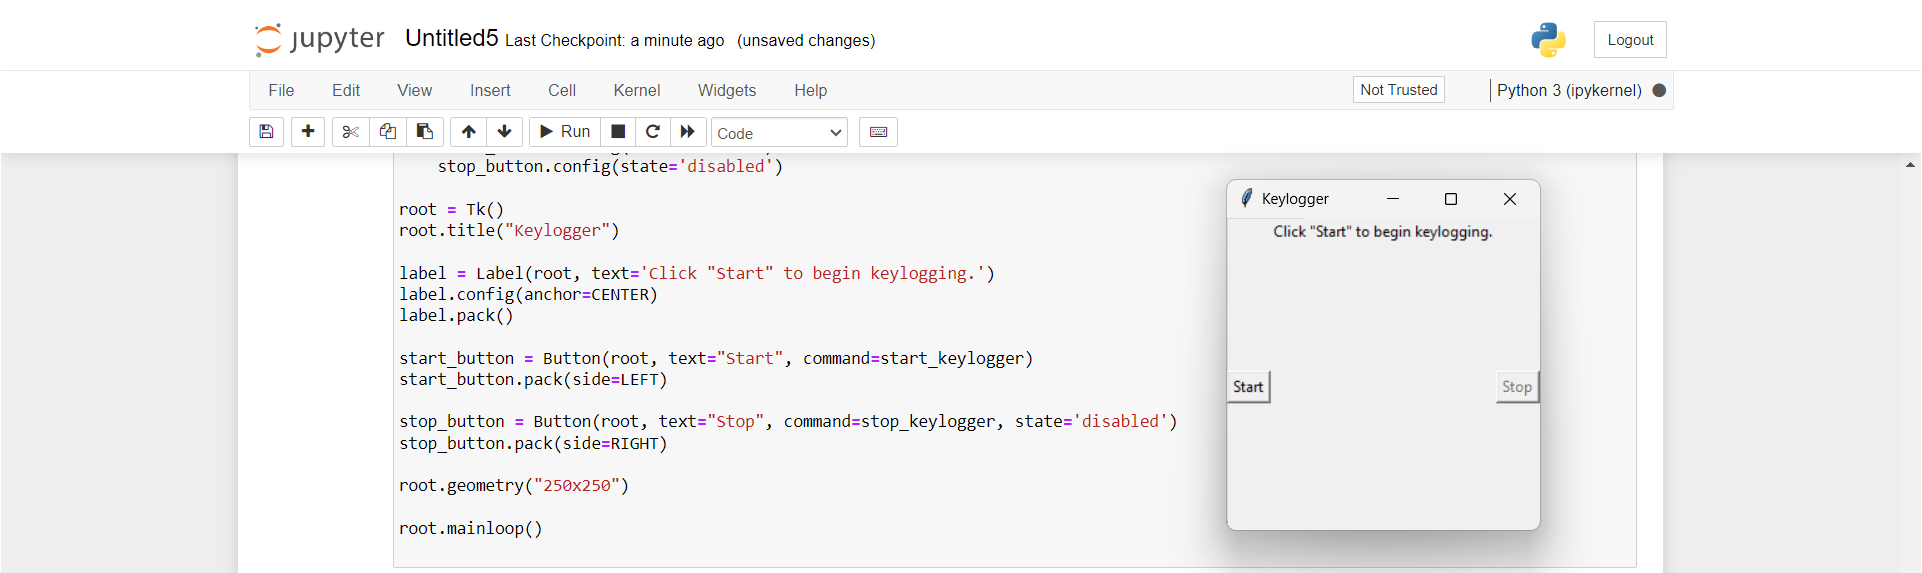 jupyter Untitled5 Last Checkpoint: a minute ago (unsaved changes)
Logout
File Edit View Insert Cell Kernel Widgets Help
Not Trusted
Python 3 (ipykernel)
Run
Code
stop_button.config(state='disabled')
root = Tk()
root.title("Keylogger")
label = Label(root, text='Click "Start" to begin keylogging.')
label.config(anchor=CENTER)
label.pack()
start_button = Button(root, text="Start", command=start_keylogger)
start_button.pack(side=LEFT)
stop_button = Button(root, text="Stop", command=stop_keylogger, state='disabled')
stop_button.pack(side=RIGHT)
root.geometry("250x250")
root.mainloop()
Keylogger
Click "Start" to begin keylogging.
Start
Stop